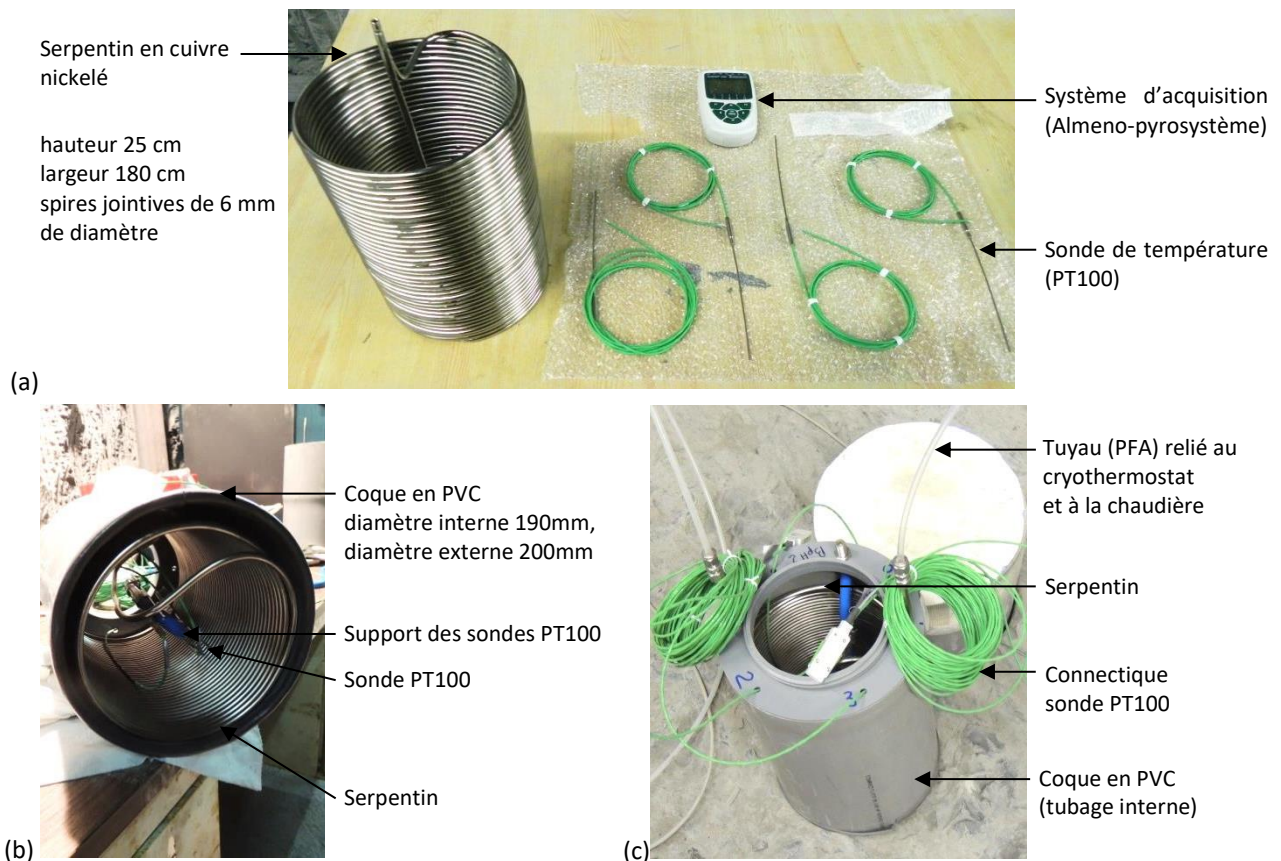 Serpentin en cuivre
nickelé
hauteur 25 cm
largeur 180 cm
spires jointives de 6 mm
de diamètre
Système d’acquisition
(Almeno-pyrosystème)
Sonde de température
(PT100)
(a)
Coque en PVC
diamètre interne 190mm,
diamètre externe 200mm
Support des sondes PT100
Sonde PT100
Serpentin
(b)
Tuyau (PFA) relié au
cryothermostat
et à la chaudière
Serpentin
Connectique
sonde PT100
Coque en PVC
(tubage interne)
(c)
2
3